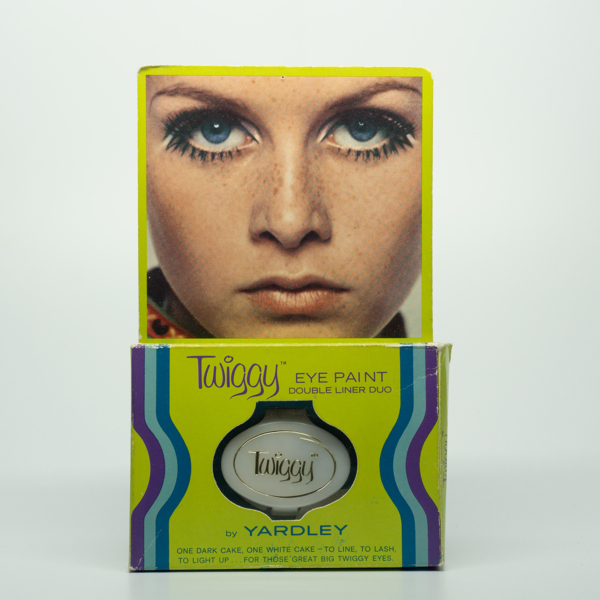 Twiggy™ EYE PAINT
DOUBLE LINER DUO
Twiggy
by YARDLEY
ONE DARK CAKE, ONE WHITE CAKE – TO LINE, TO LASH,
TO LIGHT UP... FOR THOSE GREAT BIG TWIGGY EYES.